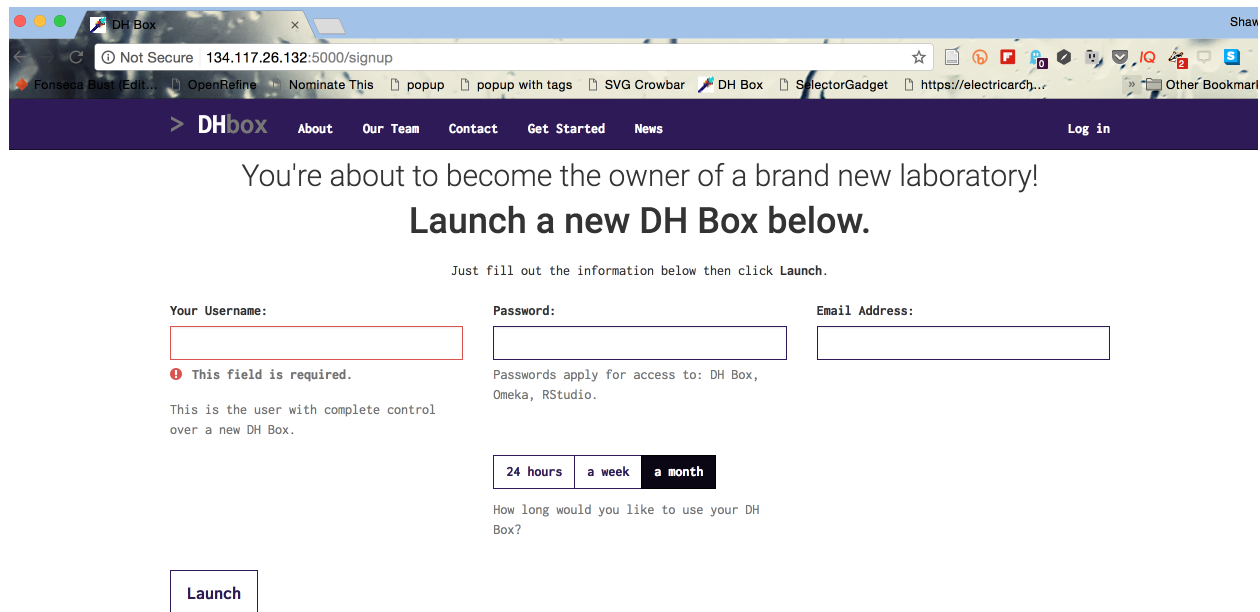 DH Box
Shaw
Not Secure 134.117.26.132:5000/signup
IQ
0
2
S
Fonseca Bust (Edit... OpenRefine Nominate This popup popup with tags SVG Crowbar DH Box SelectorGadget https://electricarch... » Other Bookmark
> DHbox About Our Team Contact Get Started News Log in
You're about to become the owner of a brand new laboratory!
Launch a new DH Box below.
Just fill out the information below then click Launch.
Your Username: Password: Email Address:
This field is required.
This is the user with complete control
over a new DH Box.
Passwords apply for access to: DH Box,
Omeka, RStudio.
24 hours a week a month
How long would you like to use your DH
Box?
Launch